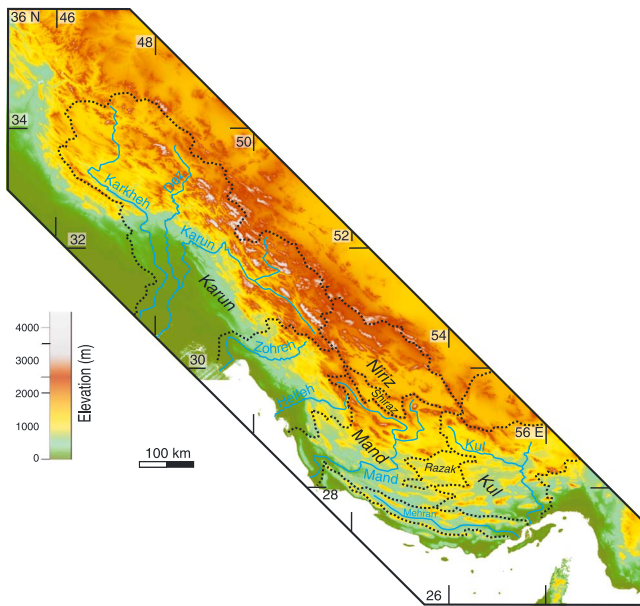 36 N
46
48
34
50
Karkheh
Dez
Karun
32
52
Karun
54
4000
3000
2000
1000
0
Elevation (m)
30
Zohreh
Niriz
Shiraz
Helleh
56 E
Kul
Mand
100 km
Razak
Mand
Kul
28
Mehran
26